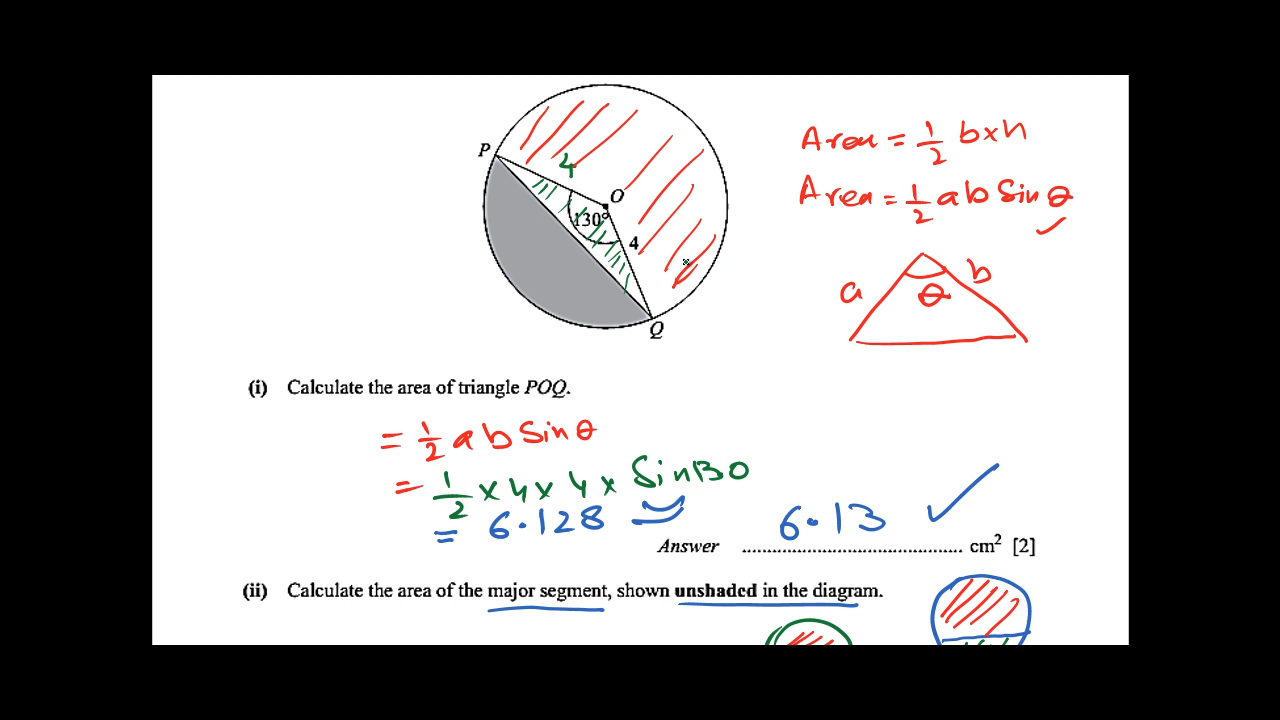 P
4
O
130°
4
Q
Area = 1/2 b x h
Area = 1/2 ab Sin θ
a
b
θ
(i) Calculate the area of triangle POQ.
= 1/2 a b Sin θ
= 1/2 x 4 x 4 x Sin 130
= 6.128
6.13
Answer ............................................ cm² [2]
(ii) Calculate the area of the major segment, shown unshaded in the diagram.